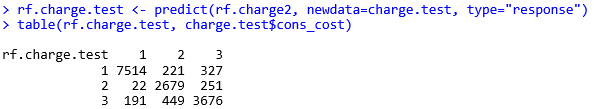 > rf.charge.test <- predict(rf.charge2, newdata=charge.test, type="response")
> table(rf.charge.test, charge.test$cons_cost)
rf.charge.test    1    2    3
             1 7514  221  327
             2   22 2679  251
             3  191  449 3676